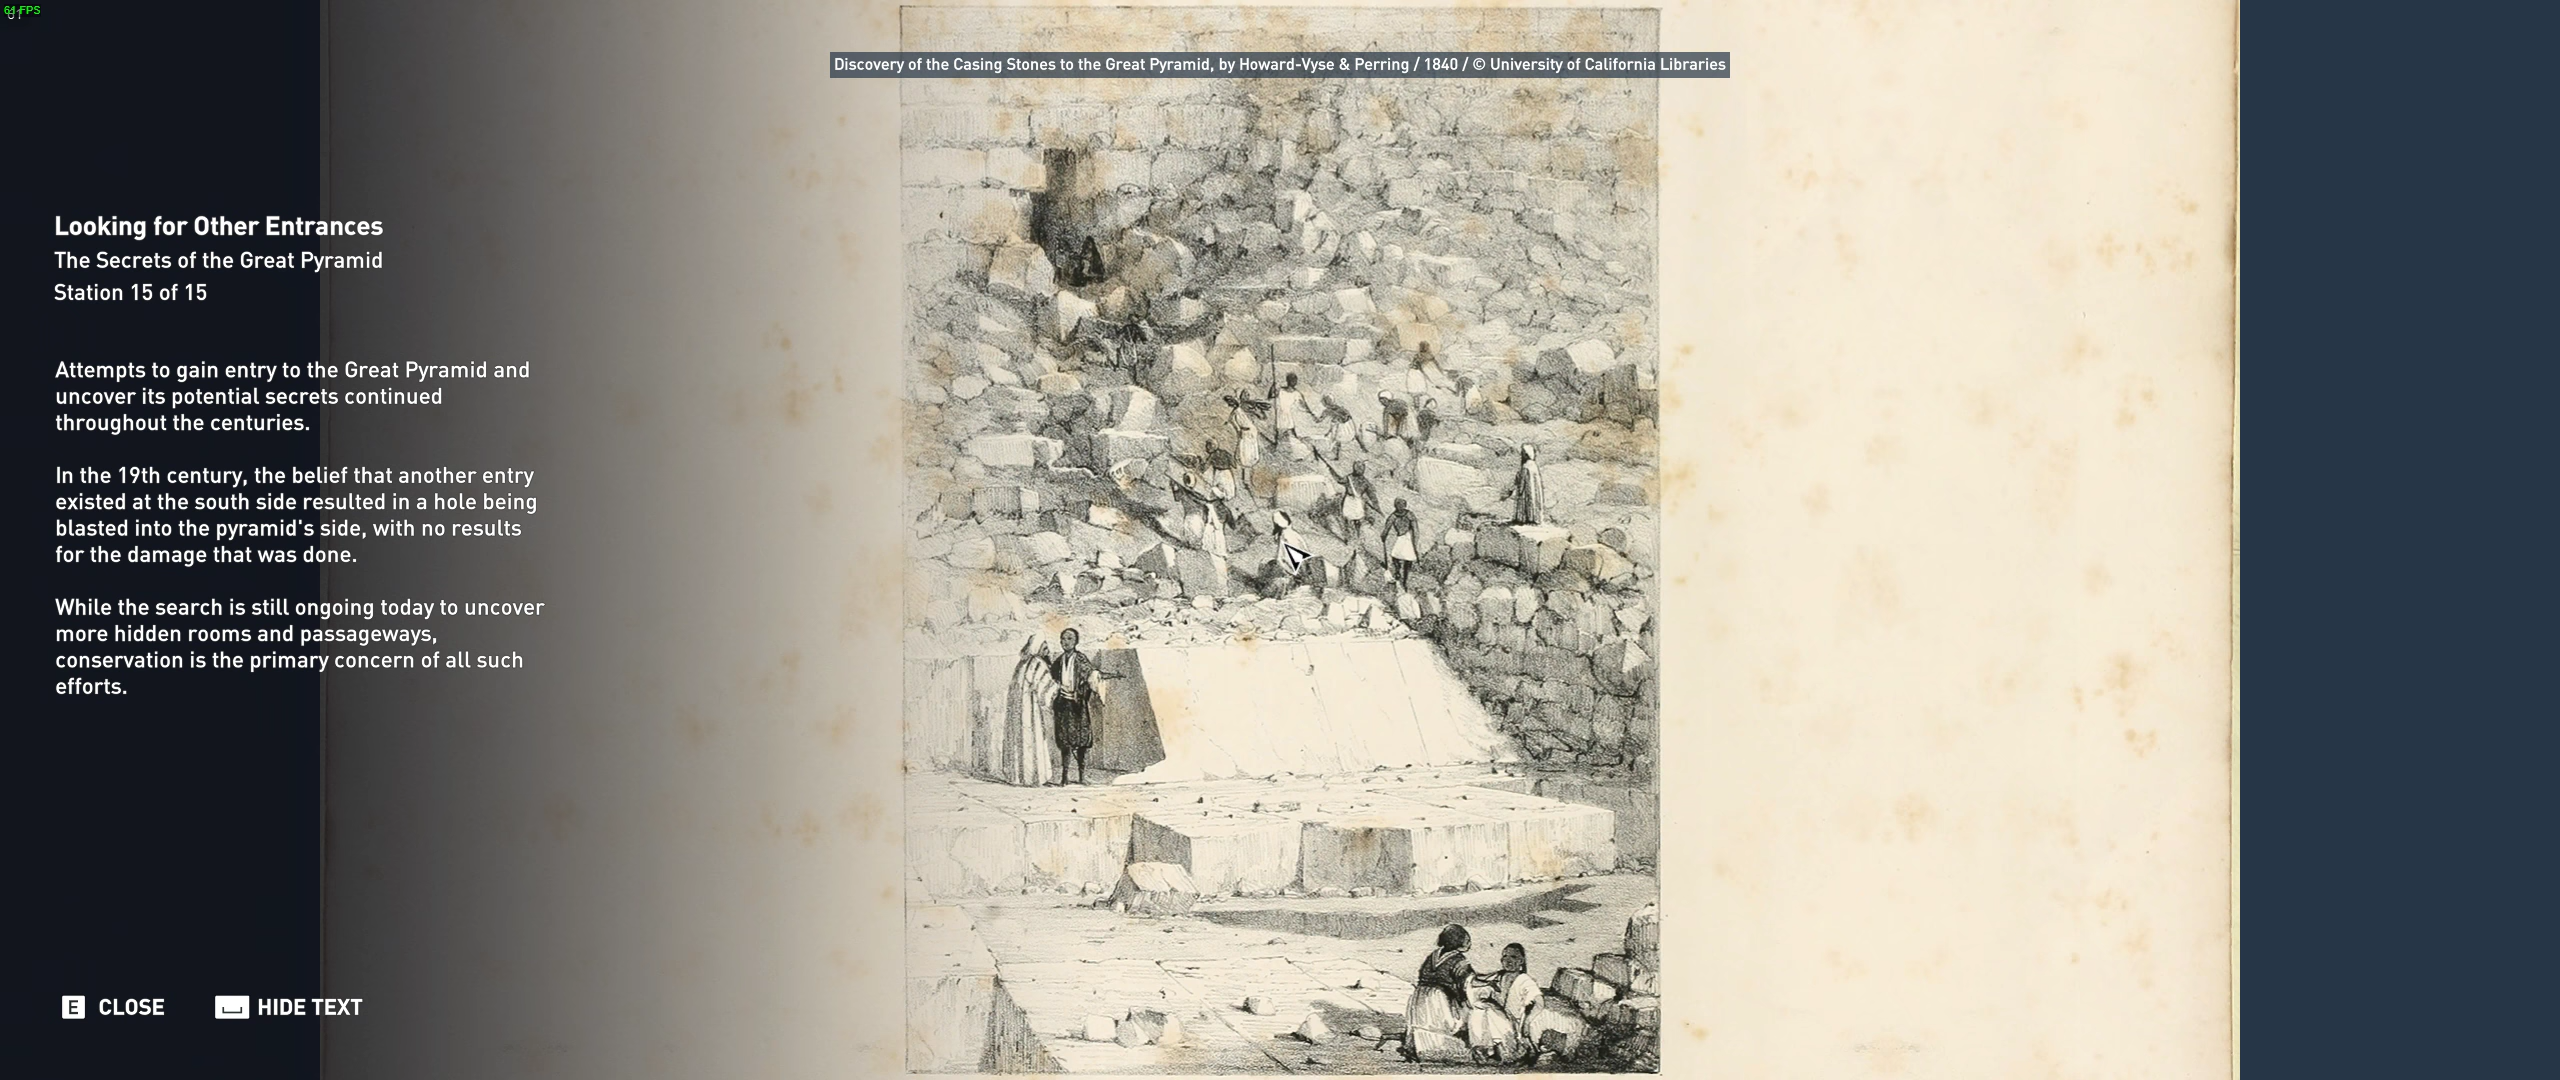 61 FPS
Discovery of the Casing Stones to the Great Pyramid, by Howard-Vyse & Perring / 1840 / © University of California Libraries
Looking for Other Entrances
The Secrets of the Great Pyramid
Station 15 of 15
Attempts to gain entry to the Great Pyramid and
uncover its potential secrets continued
throughout the centuries.
In the 19th century, the belief that another entry
existed at the south side resulted in a hole being
blasted into the pyramid's side, with no results
for the damage that was done.
While the search is still ongoing today to uncover
more hidden rooms and passageways,
conservation is the primary concern of all such
efforts.
E CLOSE HIDE TEXT